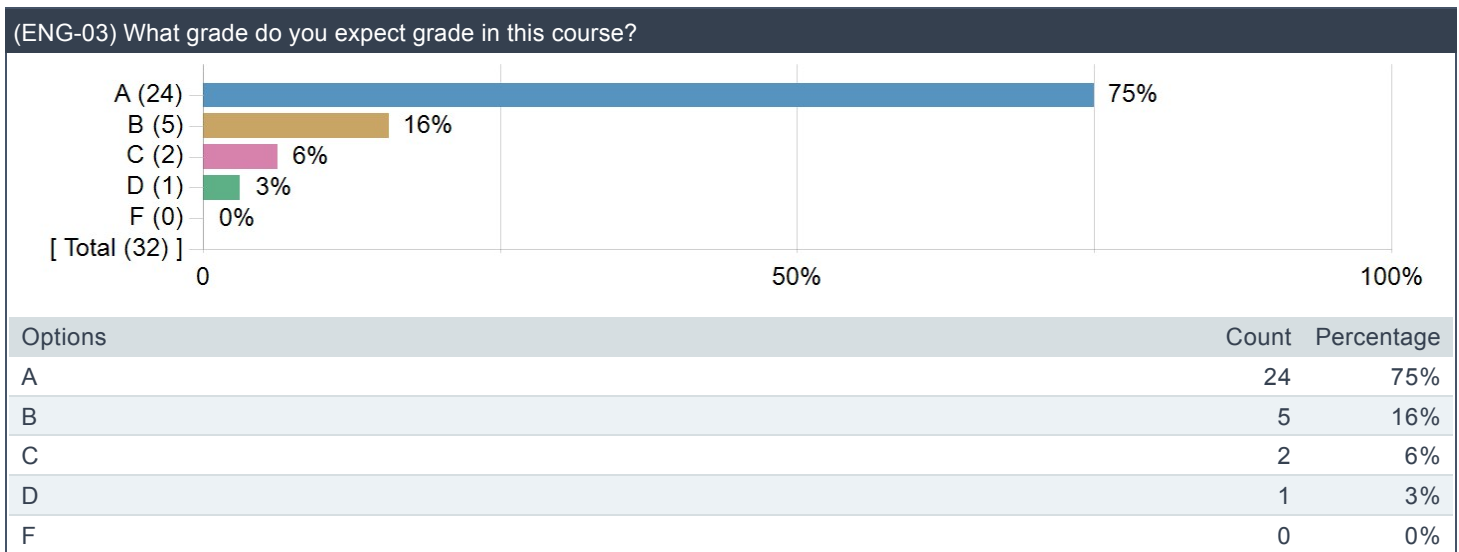 (ENG-03) What grade do you expect grade in this course?
A (24) 75%
B (5) 16%
C (2) 6%
D (1) 3%
F (0) 0%
[ Total (32) ]
0 50% 100%
Options Count Percentage
A 24 75%
B 5 16%
C 2 6%
D 1 3%
F 0 0%